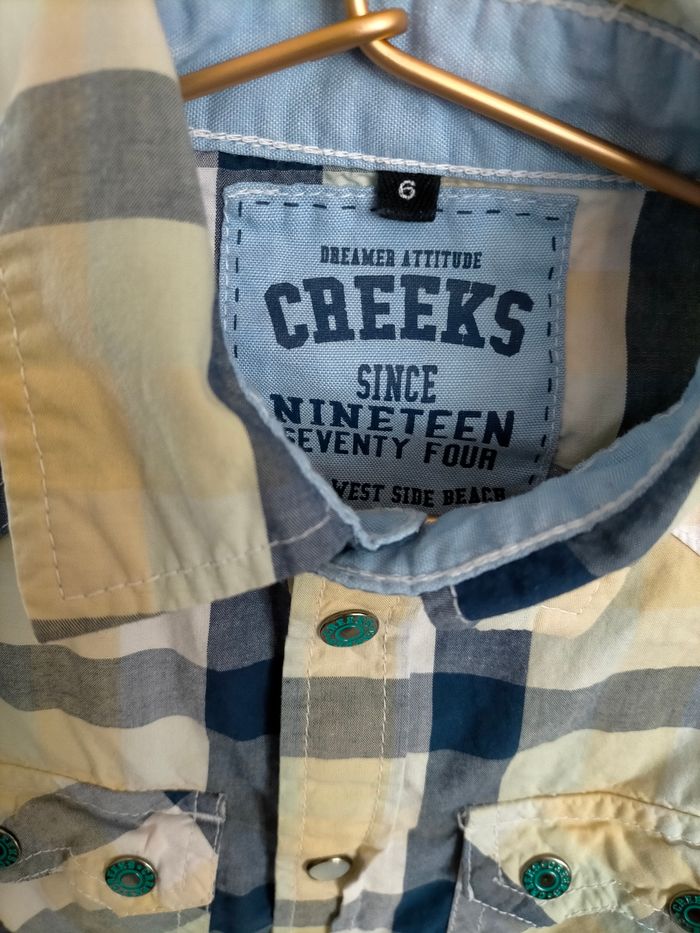 6
DREAMER ATTITUDE
CREEKS
SINCE
NINETEEN
SEVENTY FOUR
WEST SIDE BEACH